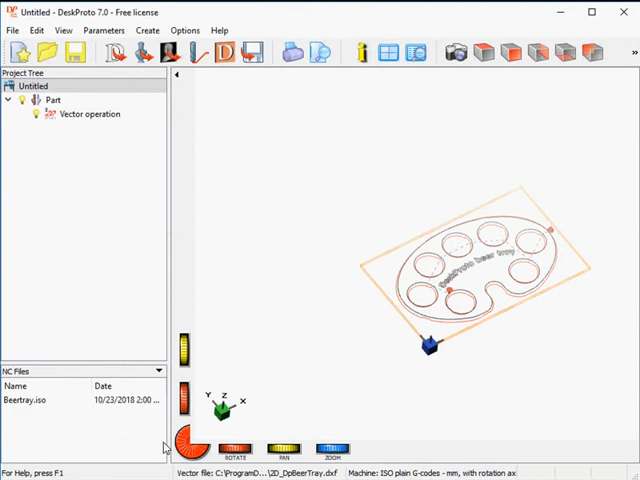 Untitled - DeskProto 7.0 - Free license
File Edit View Parameters Create Options Help
Project Tree
Untitled
Part
Vector operation
DeskProto beer tray
NC Files
Name Date
Beertray.iso 10/23/2018 2:00 ...
Y Z X
ROTATE PAN ZOOM
For Help, press F1 Vector file: C:\ProgramD...\2D_DpBeerTray.dxf Machine: ISO plain G-codes - mm, with rotation ax